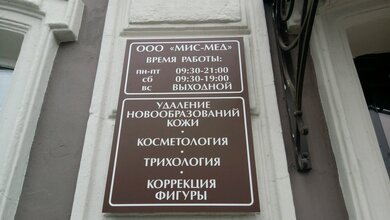 ООО «МИС-МЕД»
ВРЕМЯ РАБОТЫ:
ПН-ПТ 09:30-21:00
СБ 09:30-19:00
ВС ВЫХОДНОЙ
УДАЛЕНИЕ
НОВООБРАЗОВАНИЙ
КОЖИ
•
КОСМЕТОЛОГИЯ
•
ТРИХОЛОГИЯ
•
КОРРЕКЦИЯ
ФИГУРЫ